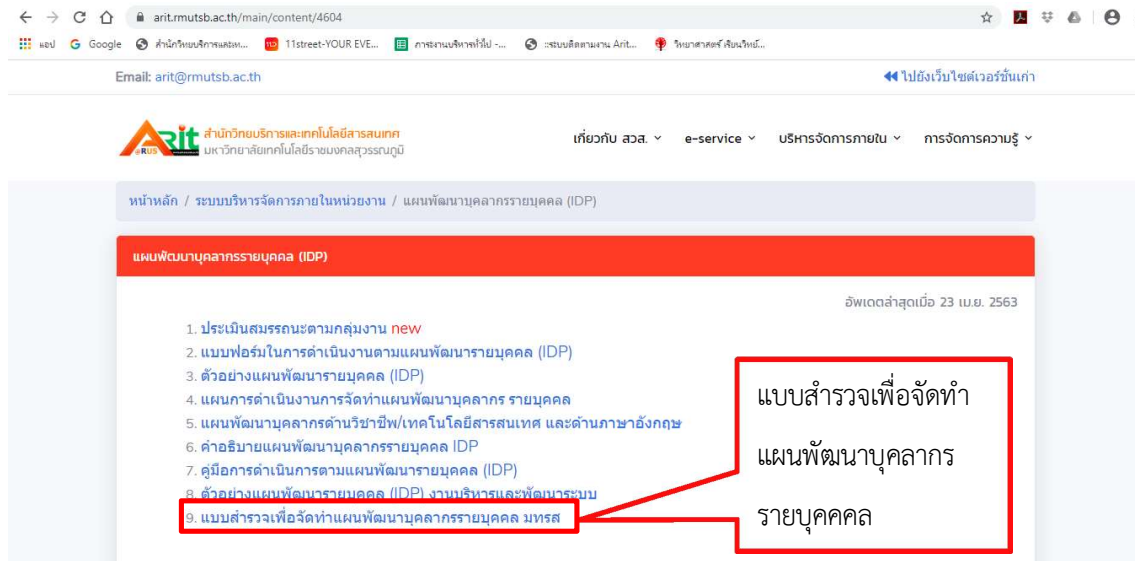 arit.rmutsb.ac.th/main/content/4604
แอป
Google
สำนักวิทยบริการและเท...
11street-YOUR EVE...
ภาระงานบริหารทั่วไป -...
::ระบบติดตามงาน Arit...
วิทยาศาสตร์ เขียนวิทย์...
Email: arit@rmutsb.ac.th
ไปยังเว็บไซต์เวอร์ชั่นเก่า
Arit
eRUS
สำนักวิทยบริการและเทคโนโลยีสารสนเทศ
มหาวิทยาลัยเทคโนโลยีราชมงคลสุวรรณภูมิ
เกี่ยวกับ สวส.
e-service
บริหารจัดการภายใน
การจัดการความรู้
หน้าหลัก / ระบบบริหารจัดการภายในหน่วยงาน / แผนพัฒนาบุคลากรรายบุคคล (IDP)
แผนพัฒนาบุคลากรรายบุคคล (IDP)
อัพเดตล่าสุดเมื่อ 23 เม.ย. 2563
1. ประเมินสมรรถนะตามกลุ่มงาน new
2. แบบฟอร์มในการดำเนินงานตามแผนพัฒนารายบุคคล (IDP)
3. ตัวอย่างแผนพัฒนารายบุคคล (IDP)
4. แผนการดำเนินงานการจัดทำแผนพัฒนาบุคลากร รายบุคคล
5. แผนพัฒนาบุคลากรด้านวิชาชีพ/เทคโนโลยีสารสนเทศ และด้านภาษาอังกฤษ
6. คำอธิบายแผนพัฒนาบุคลากรรายบุคคล IDP
7. คู่มือการดำเนินการตามแผนพัฒนารายบุคคล (IDP)
8. ตัวอย่างแผนพัฒนารายบุคคล (IDP) งานบริหารและพัฒนาระบบ
9. แบบสำรวจเพื่อจัดทำแผนพัฒนาบุคลากรรายบุคคล มทรส
แบบสำรวจเพื่อจัดทำ
แผนพัฒนาบุคลากร
รายบุคคคล